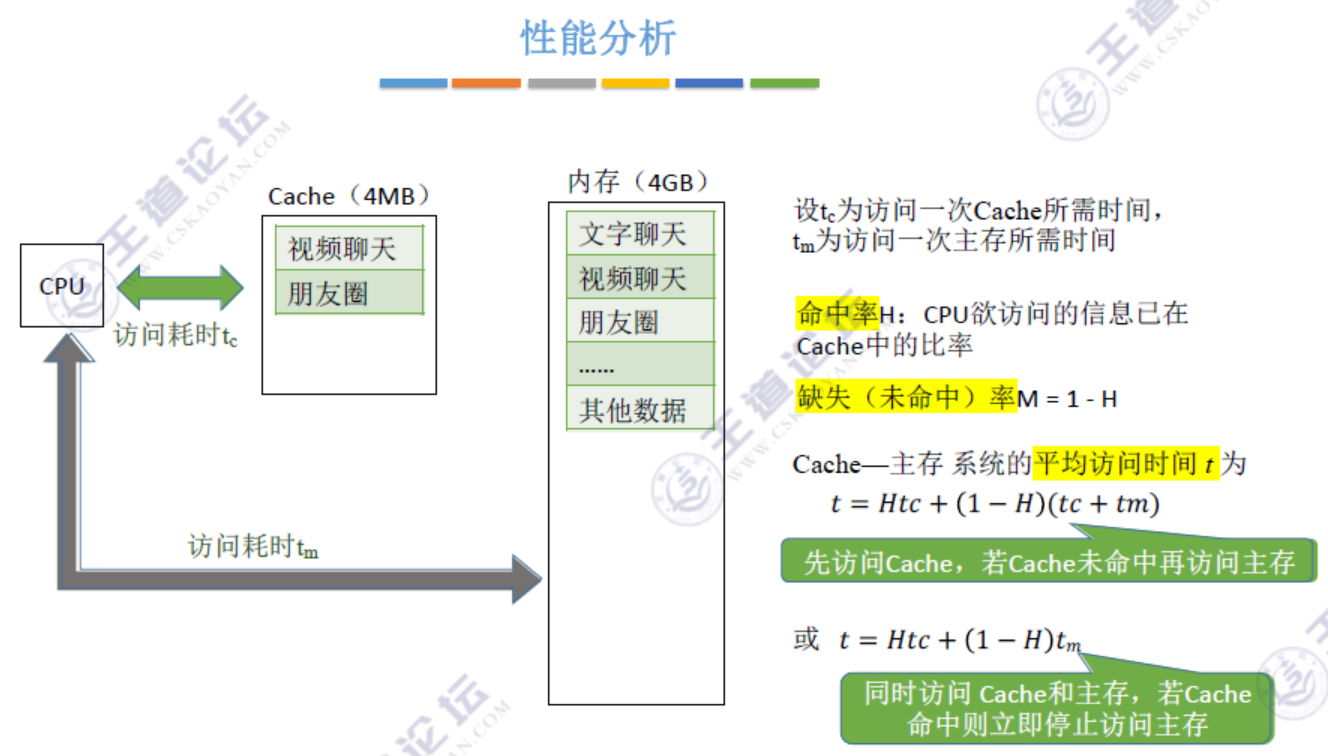 性能分析
Cache（4MB）
视频聊天
朋友圈
CPU
访问耗时tc
访问耗时tm
内存（4GB）
文字聊天
视频聊天
朋友圈
……
其他数据
设tc为访问一次Cache所需时间，
tm为访问一次主存所需时间
命中率H：CPU欲访问的信息已在
Cache中的比率
缺失（未命中）率M = 1 - H
Cache—主存 系统的平均访问时间 t 为
t = Htc + (1 − H)(tc + tm)
先访问Cache，若Cache未命中再访问主存
或 t = Htc + (1 − H)tm
同时访问 Cache和主存，若Cache
命中则立即停止访问主存
王道论坛
WWW.CSKAOYAN.COM